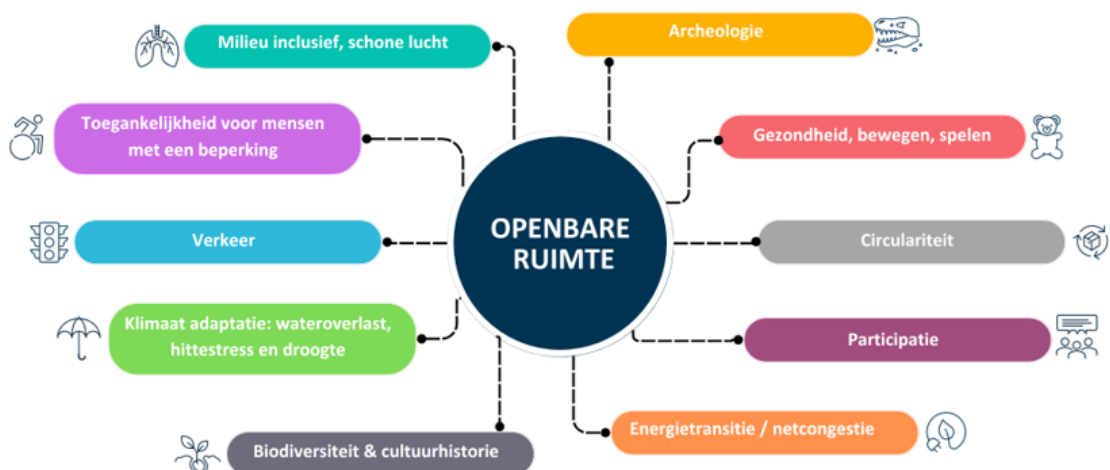 Milieu inclusief, schone lucht
Archeologie
Toegankelijkheid voor mensen
met een beperking
Gezondheid, bewegen, spelen
OPENBARE
RUIMTE
Verkeer
Circulariteit
Klimaat adaptatie: wateroverlast,
hittestress en droogte
Participatie
Biodiversiteit & cultuurhistorie
Energietransitie / netcongestie